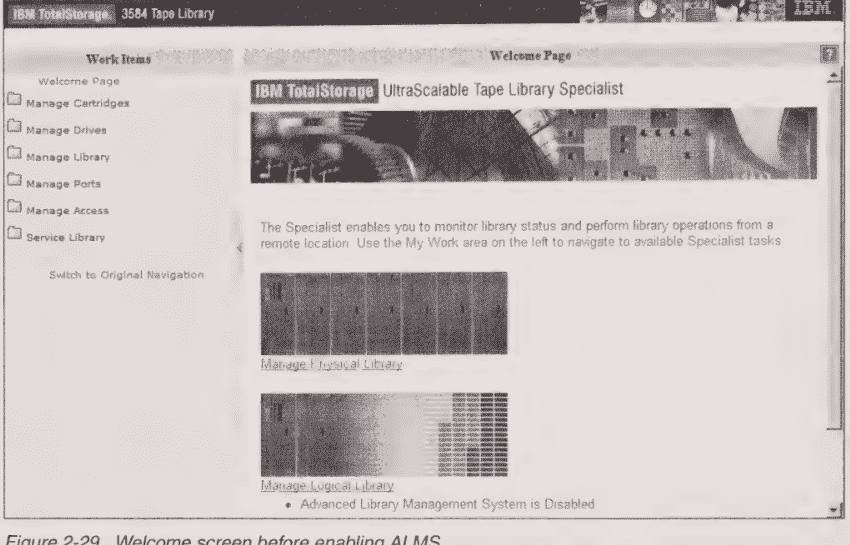 IBM TotalStorage. 3584 Tape Library
IBM
Work Items
Welcome Page
?
Welcome Page
Manage Cartridges
Manage Drives
Manage Library
Manage Ports
Manage Access
Service Library
Switch to Original Navigation
IBM TotalStorage UltraScalable Tape Library Specialist
The Specialist enables you to monitor library status and perform library operations from a
remote location Use the My Work area on the left to navigate to available Specialist tasks
Manage Physical Library
Manage Logical Library
• Advanced Library Management System is Disabled
Figure 2-29 Welcome screen before enabling ALMS